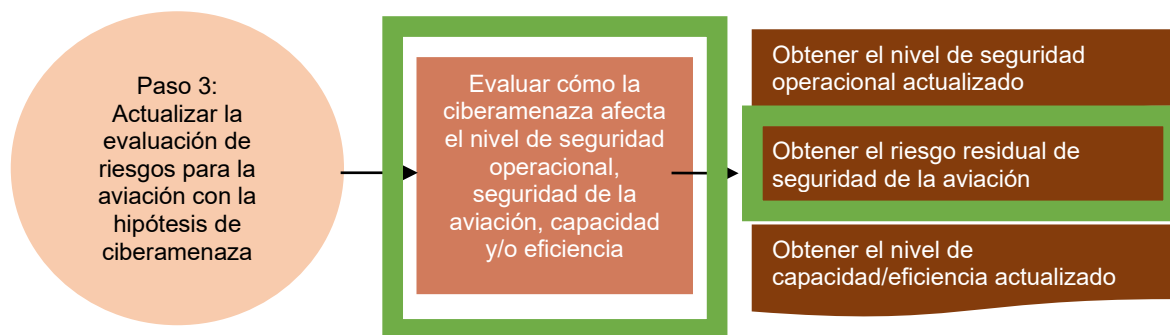 Paso 3:
Actualizar la
evaluación de
riesgos para la
aviación con la
hipótesis de
ciberamenaza
Evaluar cómo la
ciberamenaza afecta
el nivel de seguridad
operacional,
seguridad de la
aviación, capacidad
y/o eficiencia
Obtener el nivel de seguridad
operacional actualizado
Obtener el riesgo residual de
seguridad de la aviación
Obtener el nivel de
capacidad/eficiencia actualizado